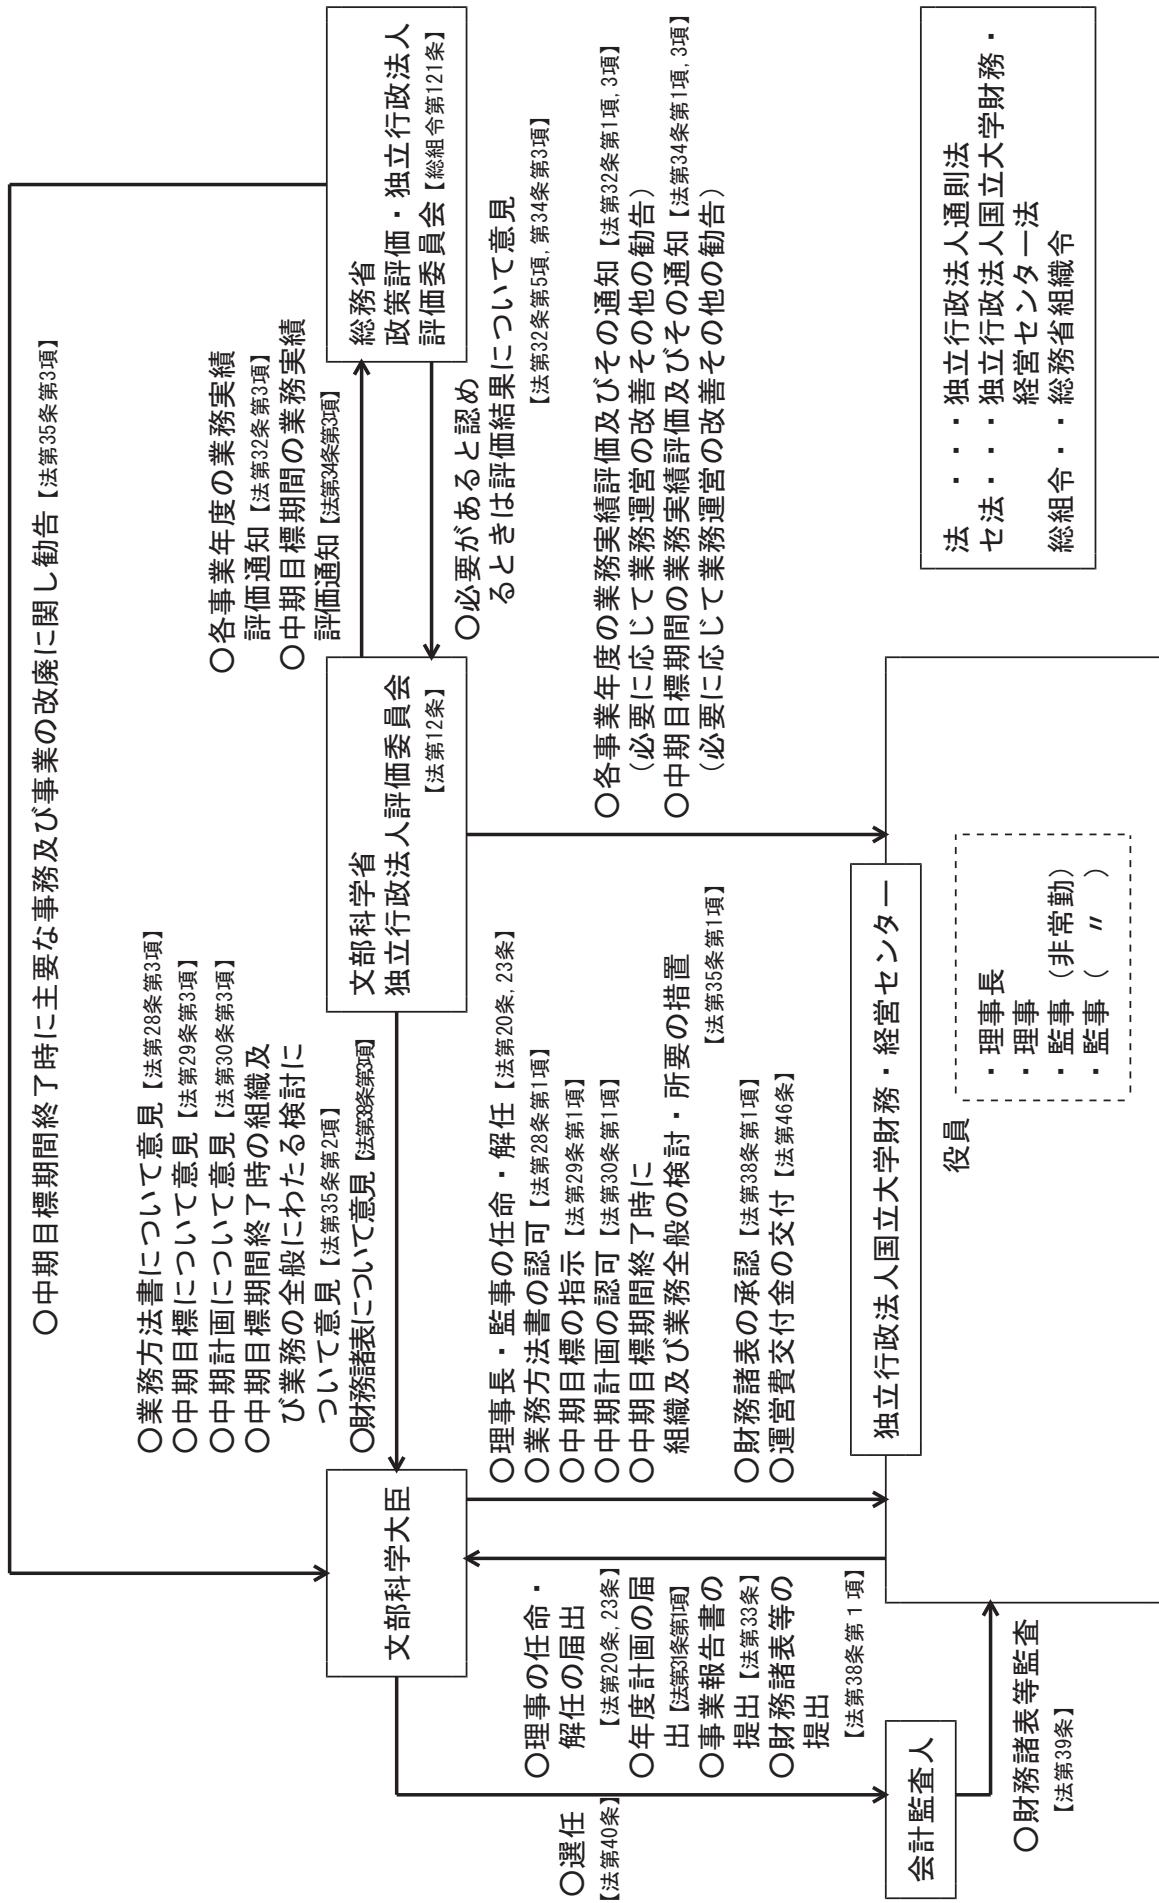 ○中期目標期間終了時に主要な事務及び事業の改廃に関し勧告【法第35条第3項】
○業務方法書について意見【法第28条第3項】
○中期目標について意見【法第29条第3項】
○中期計画について意見【法第30条第3項】
○中期目標期間終了時の組織及
び業務の全般にわたる検討に
ついて意見【法第35条第2項】
○財務諸表について意見【法第38条第3項】
○各事業年度の業務実績
評価通知【法第32条第3項】
○中期目標期間の業務実績
評価通知【法第34条第3項】
文部科学大臣
文部科学省
独立行政法人評価委員会
【法第12条】
総務省
政策評価・独立行政法人
評価委員会【総組令第121条】
○必要があると認め
るときは評価結果について意見
【法第32条第5項,第34条第3項】
○選任
【法第40条】
○理事の任命・
解任の届出
【法第20条,23条】
○年度計画の届
出【法第31条第1項】
○事業報告書の
提出【法第33条】
○財務諸表等の
提出
【法第38条第1項】
○理事長・監事の任命・解任【法第20条,23条】
○業務方法書の認可【法第28条第1項】
○中期目標の指示【法第29条第1項】
○中期計画の認可【法第30条第1項】
○中期目標期間終了時に
組織及び業務全般の検討・所要の措置
【法第35条第1項】
○財務諸表の承認【法第38条第1項】
○運営費交付金の交付【法第46条】
○各事業年度の業務実績評価及びその通知【法第32条第1項,3項】
(必要に応じて業務運営の改善その他の勧告)
○中期目標期間の業務実績評価及びその通知【法第34条第1項,3項】
(必要に応じて業務運営の改善その他の勧告)
会計監査人
○財務諸表等監査
【法第39条】
独立行政法人国立大学財務・経営センター
役員
・理事長
・理事
・監事(非常勤)
・監事( 〃 )
法 ・・・独立行政法人通則法
セ法・・・独立行政法人国立大学財務・
経営センター法
総組令・・総務省組織令